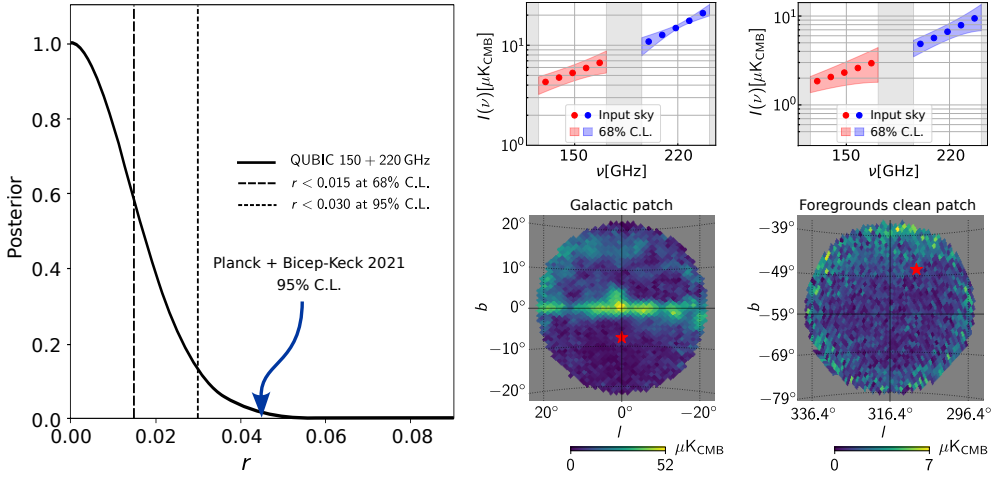 Posterior
1.0
0.8
0.6
0.4
0.2
0.0
0.00
0.02
0.04
0.06
0.08
r
QUBIC 150 + 220 GHz
r < 0.015 at 68% C.L.
r < 0.030 at 95% C.L.
Planck + Bicep-Keck 2021
95% C.L.
I(ν)[μK_CMB]
10¹
10⁰
Input sky
68% C.L.
150
220
ν[GHz]
I(ν)[μK_CMB]
10¹
10⁰
Input sky
68% C.L.
150
220
ν[GHz]
Galactic patch
b
20°
10°
0°
−10°
−20°
20°
0°
−20°
l
0
52
μK_CMB
Foregrounds clean patch
b
−39°
−49°
−59°
−69°
−79°
336.4°
316.4°
296.4°
l
0
7
μK_CMB